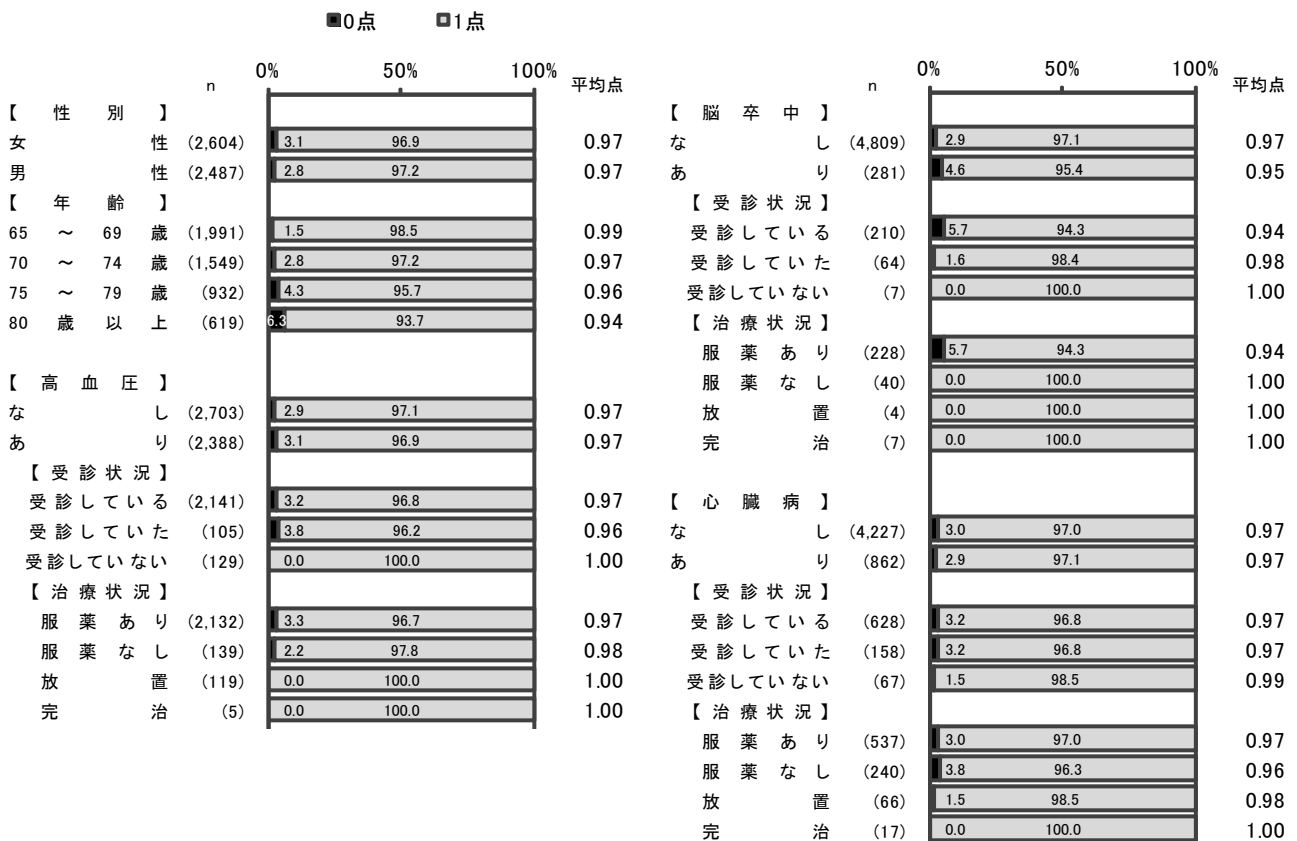 ■0点 □1点
n 0% 50% 100% 平均点
【 性 別 】
女 性 (2,604) 3.1 96.9 0.97
男 性 (2,487) 2.8 97.2 0.97
【 年 齢 】
65 ～ 69 歳 (1,991) 1.5 98.5 0.99
70 ～ 74 歳 (1,549) 2.8 97.2 0.97
75 ～ 79 歳 (932) 4.3 95.7 0.96
80 歳 以 上 (619) 6.3 93.7 0.94
【 高 血 圧 】
な し (2,703) 2.9 97.1 0.97
あ り (2,388) 3.1 96.9 0.97
【 受 診 状 況 】
受 診 し て い る (2,141) 3.2 96.8 0.97
受 診 し て い た (105) 3.8 96.2 0.96
受 診 し て い な い (129) 0.0 100.0 1.00
【 治 療 状 況 】
服 薬 あ り (2,132) 3.3 96.7 0.97
服 薬 な し (139) 2.2 97.8 0.98
放 置 (119) 0.0 100.0 1.00
完 治 (5) 0.0 100.0 1.00
n 0% 50% 100% 平均点
【 脳 卒 中 】
な し (4,809) 2.9 97.1 0.97
あ り (281) 4.6 95.4 0.95
【 受 診 状 況 】
受 診 し て い る (210) 5.7 94.3 0.94
受 診 し て い た (64) 1.6 98.4 0.98
受 診 し て い な い (7) 0.0 100.0 1.00
【 治 療 状 況 】
服 薬 あ り (228) 5.7 94.3 0.94
服 薬 な し (40) 0.0 100.0 1.00
放 置 (4) 0.0 100.0 1.00
完 治 (7) 0.0 100.0 1.00
【 心 臓 病 】
な し (4,227) 3.0 97.0 0.97
あ り (862) 2.9 97.1 0.97
【 受 診 状 況 】
受 診 し て い る (628) 3.2 96.8 0.97
受 診 し て い た (158) 3.2 96.8 0.97
受 診 し て い な い (67) 1.5 98.5 0.99
【 治 療 状 況 】
服 薬 あ り (537) 3.0 97.0 0.97
服 薬 な し (240) 3.8 96.3 0.96
放 置 (66) 1.5 98.5 0.98
完 治 (17) 0.0 100.0 1.00